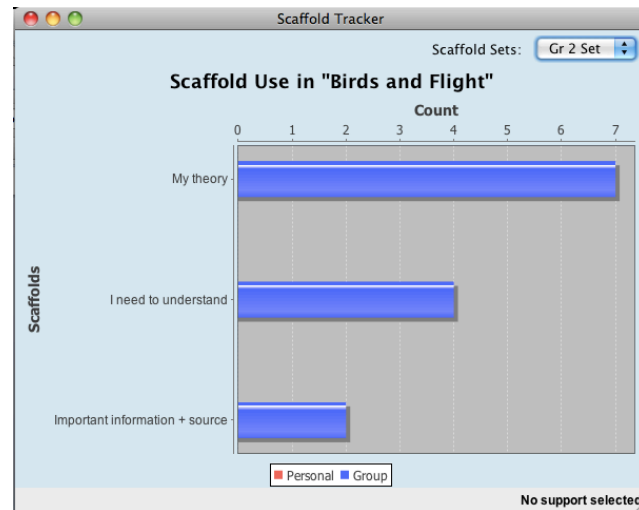 Scaffold Tracker
Scaffold Sets: Gr 2 Set
Scaffold Use in "Birds and Flight"
Count
0 1 2 3 4 5 6 7
My theory
I need to understand
Important information + source
Scaffolds
Personal Group
No support selected